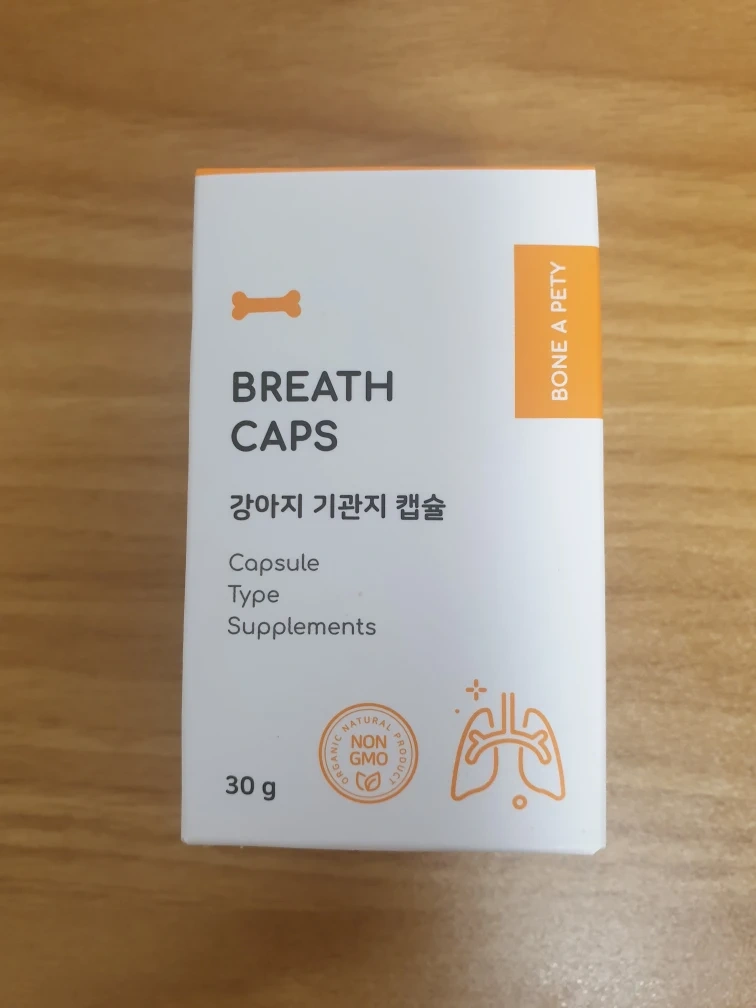 BONE A PETY
BREATH
CAPS
강아지 기관지 캡슐
Capsule
Type
Supplements
ORGANIC NATURAL PRODUCT
NON
GMO
30 g